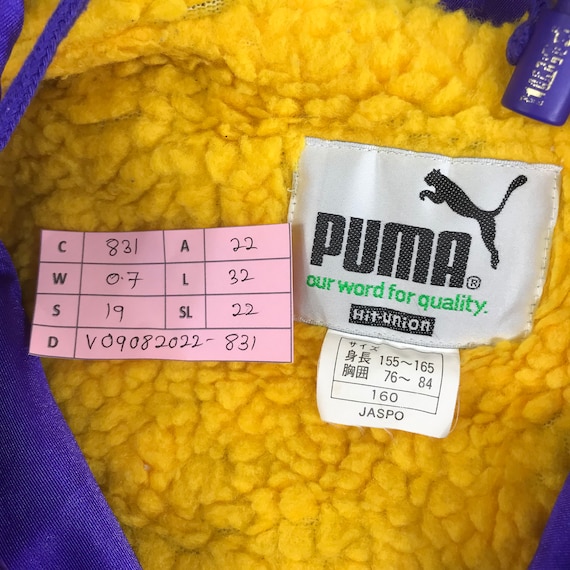 C 831 A 22
W 0.7 L 32
S 19 SL 22
D V09082022-831
PUMA®
our word for quality.
Hit-union
サイズ
身長 155~165
胸囲 76~ 84
160
JASPO